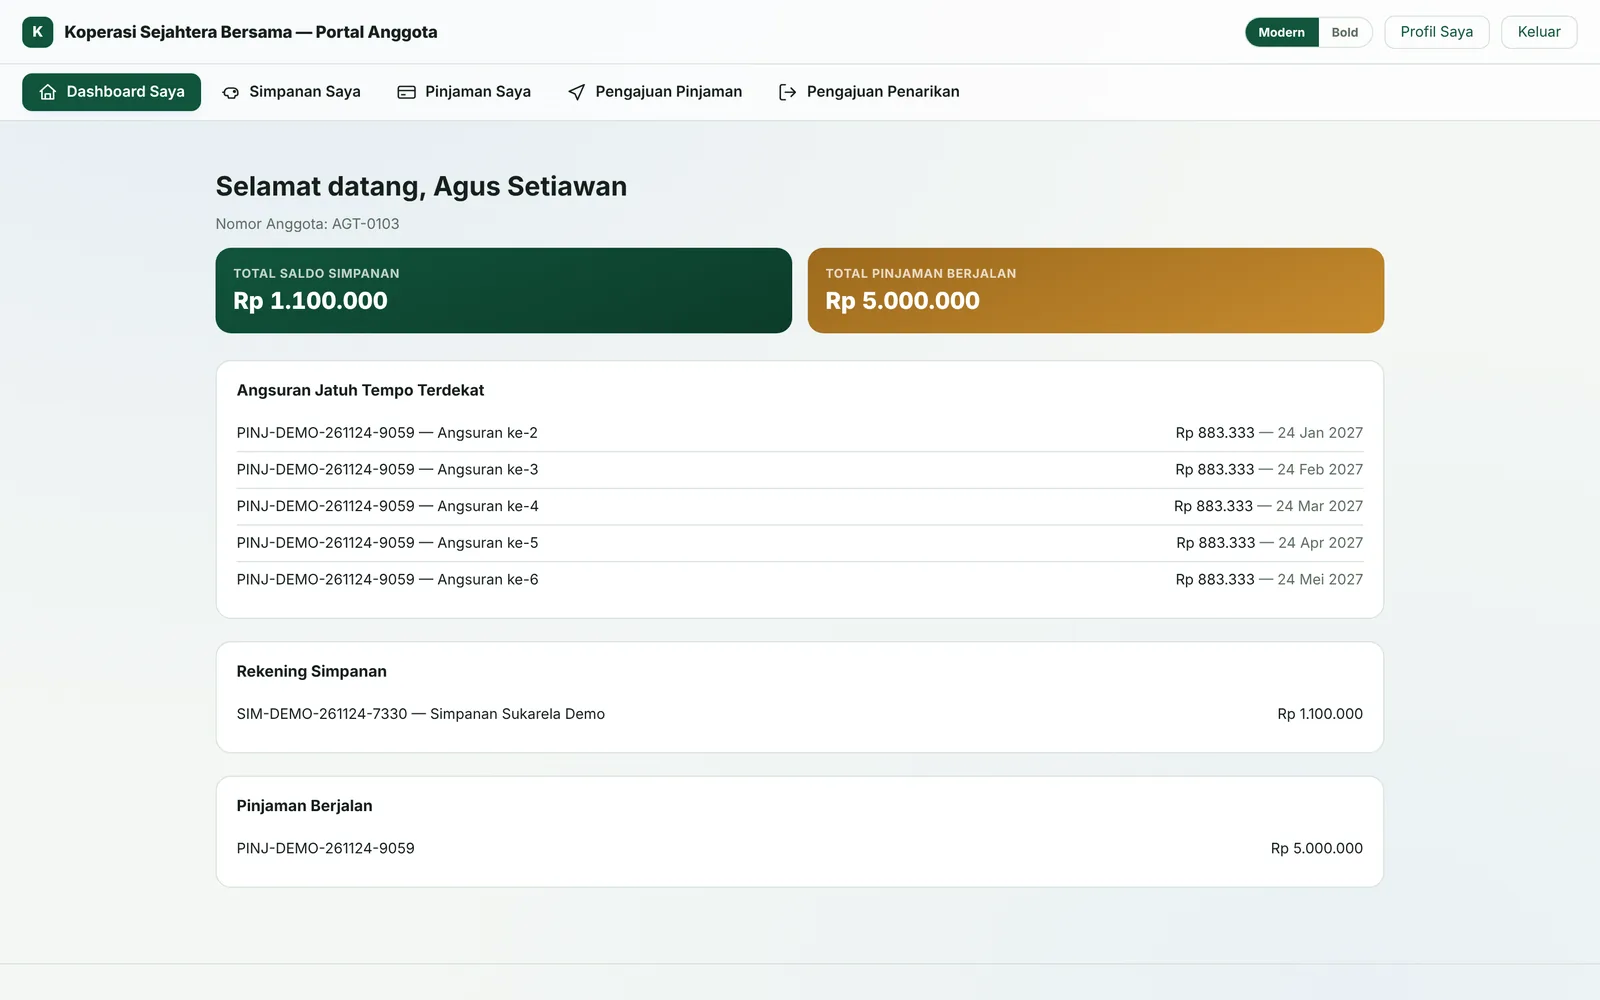 K Koperasi Sejahtera Bersama — Portal Anggota Modern Bold Profil Saya Keluar
Dashboard Saya Simpanan Saya Pinjaman Saya Pengajuan Pinjaman Pengajuan Penarikan
Selamat datang, Agus Setiawan
Nomor Anggota: AGT-0103
TOTAL SALDO SIMPANAN
Rp 1.100.000
TOTAL PINJAMAN BERJALAN
Rp 5.000.000
Angsuran Jatuh Tempo Terdekat
PINJ-DEMO-261124-9059 — Angsuran ke-2 Rp 883.333 — 24 Jan 2027
PINJ-DEMO-261124-9059 — Angsuran ke-3 Rp 883.333 — 24 Feb 2027
PINJ-DEMO-261124-9059 — Angsuran ke-4 Rp 883.333 — 24 Mar 2027
PINJ-DEMO-261124-9059 — Angsuran ke-5 Rp 883.333 — 24 Apr 2027
PINJ-DEMO-261124-9059 — Angsuran ke-6 Rp 883.333 — 24 Mei 2027
Rekening Simpanan
SIM-DEMO-261124-7330 — Simpanan Sukarela Demo Rp 1.100.000
Pinjaman Berjalan
PINJ-DEMO-261124-9059 Rp 5.000.000